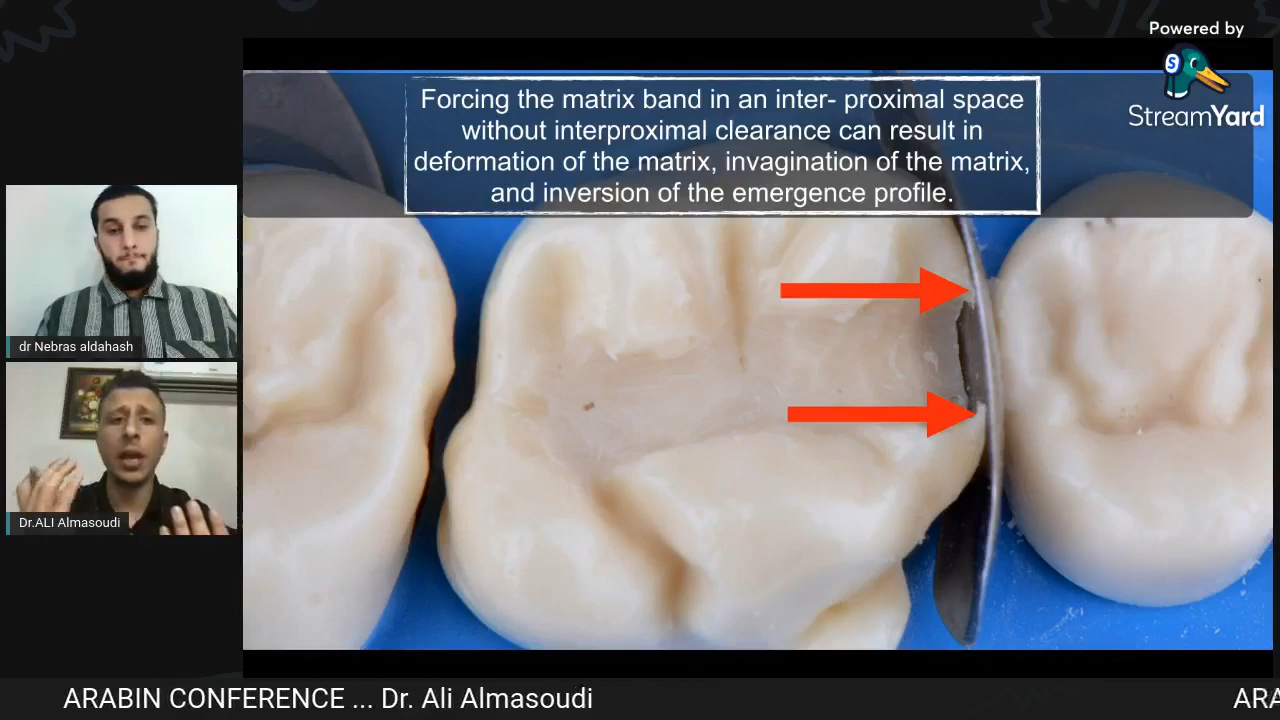 Powered by
StreamYard
Forcing the matrix band in an inter- proximal space
without interproximal clearance can result in
deformation of the matrix, invagination of the matrix,
and inversion of the emergence profile.
dr Nebras aldahash
Dr.ALI Almasoudi
ARABIN CONFERENCE ... Dr. Ali Almasoudi
ARA